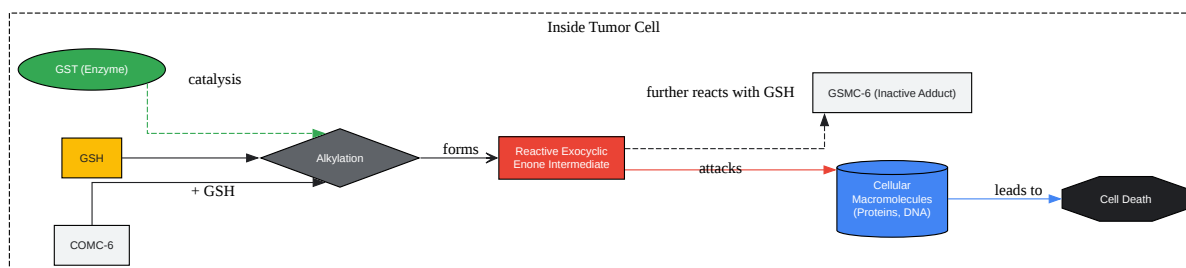 Inside Tumor Cell
GST (Enzyme)
catalysis
further reacts with GSH
GSMC-6 (Inactive Adduct)
GSH
Alkylation
forms
Reactive Exocyclic
Enone Intermediate
attacks
+ GSH
Cellular
Macromolecules
(Proteins, DNA)
leads to
Cell Death
COMC-6